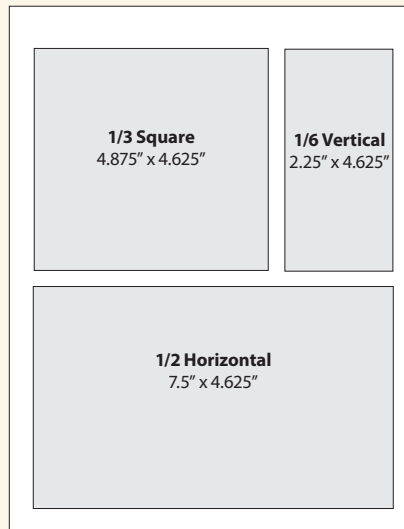 1/3 Square
4.875” x 4.625”
1/6 Vertical
2.25” x 4.625”
1/2 Horizontal
7.5” x 4.625”